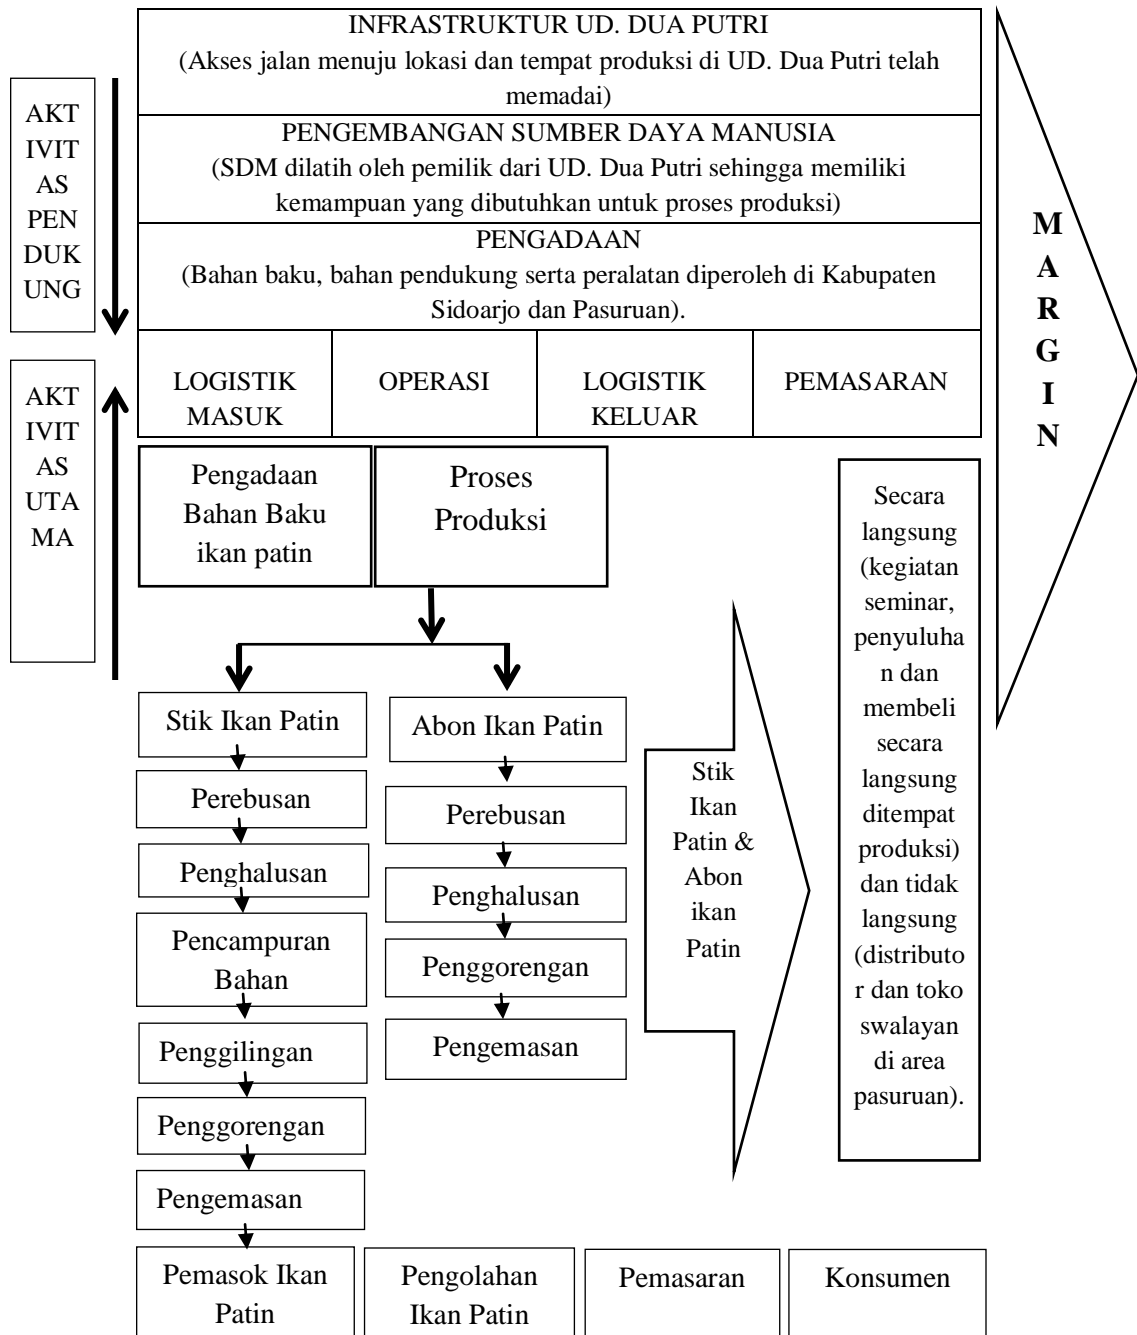 INFRASTRUKTUR UD. DUA PUTRI
(Akses jalan menuju lokasi dan tempat produksi di UD. Dua Putri telah
memadai)
PENGEMBANGAN SUMBER DAYA MANUSIA
(SDM dilatih oleh pemilik dari UD. Dua Putri sehingga memiliki
kemampuan yang dibutuhkan untuk proses produksi)
PENGADAAN
(Bahan baku, bahan pendukung serta peralatan diperoleh di Kabupaten
Sidoarjo dan Pasuruan).
AKT
IVIT
AS
PEN
DUK
UNG
M
A
R
G
I
N
LOGISTIK
MASUK
OPERASI
LOGISTIK
KELUAR
PEMASARAN
AKT
IVIT
AS
UTA
MA
Pengadaan
Bahan Baku
ikan patin
Proses
Produksi
Stik Ikan Patin
Perebusan
Penghalusan
Pencampuran
Bahan
Penggilingan
Penggorengan
Pengemasan
Abon Ikan Patin
Perebusan
Penghalusan
Penggorengan
Pengemasan
Stik
Ikan
Patin &
Abon
ikan
Patin
Secara
langsung
(kegiatan
seminar,
penyuluha
n dan
membeli
secara
langsung
ditempat
produksi)
dan tidak
langsung
(distributo
r dan toko
swalayan
di area
pasuruan).
Pemasok Ikan
Patin
Pengolahan
Ikan Patin
Pemasaran
Konsumen